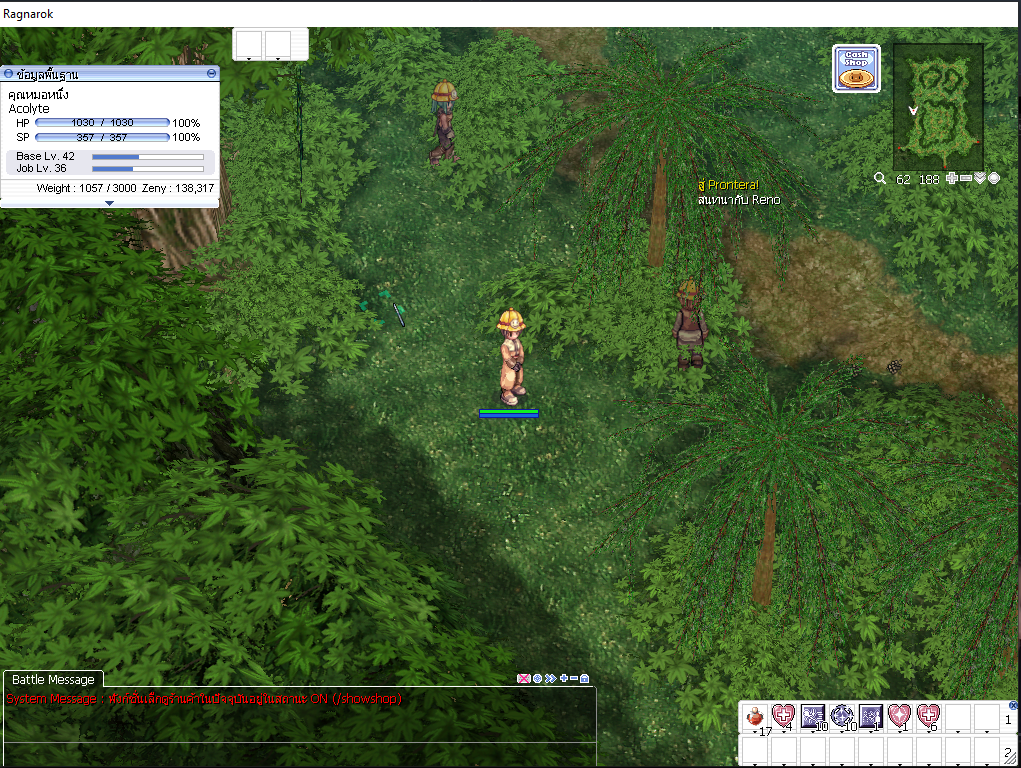 Ragnarok
ข้อมูลพื้นฐาน
คุณหมอหนึ่ง
Acolyte
HP 1030 / 1030 100%
SP 357 / 357 100%
Base Lv. 42
Job Lv. 36
Weight : 1057 / 3000 Zeny : 138,317
Cash Shop
62 188
สู่ Prontera!
สนทนากับ Reno
Battle Message
System Message : ฟังก์ชั่นเลือกดูร้านค้าในปัจจุบันอยู่ในสถานะ ON (/showshop)
17 4 10 10 1 1 6 1
2